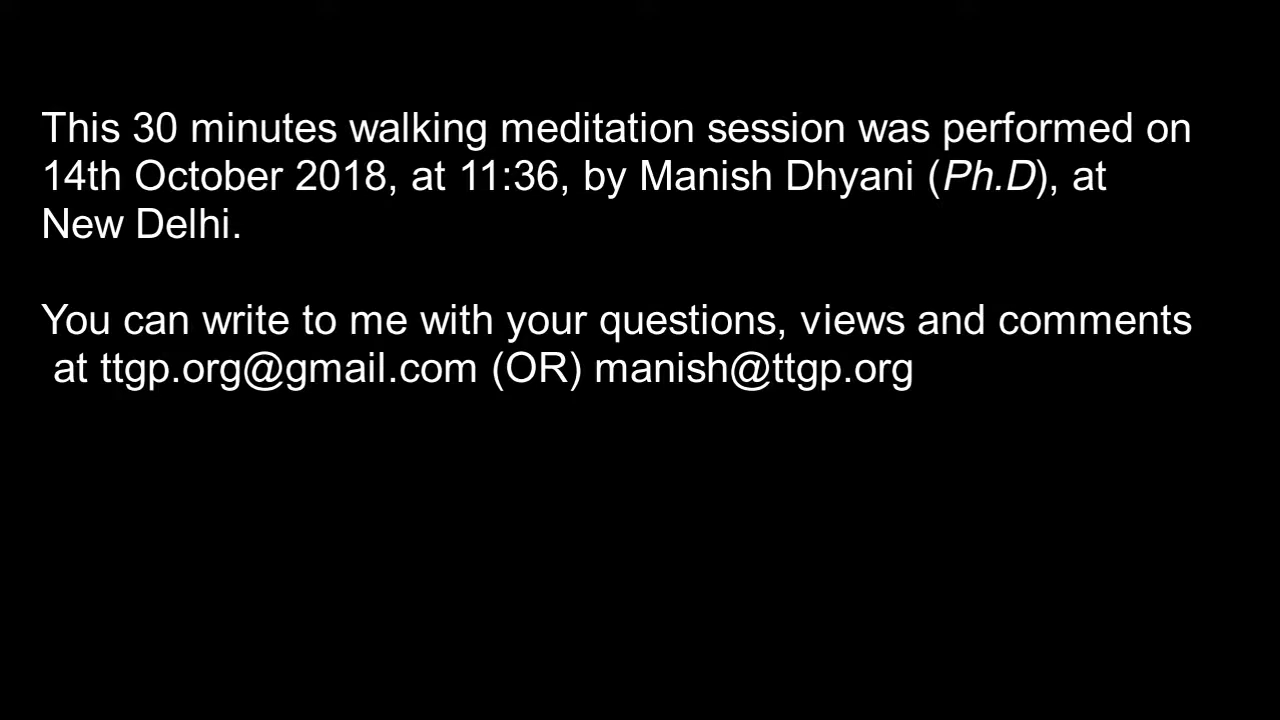 This 30 minutes walking meditation session was performed on
14th October 2018, at 11:36, by Manish Dhyani (Ph.D), at
New Delhi.
You can write to me with your questions, views and comments
at ttgp.org@gmail.com (OR) manish@ttgp.org